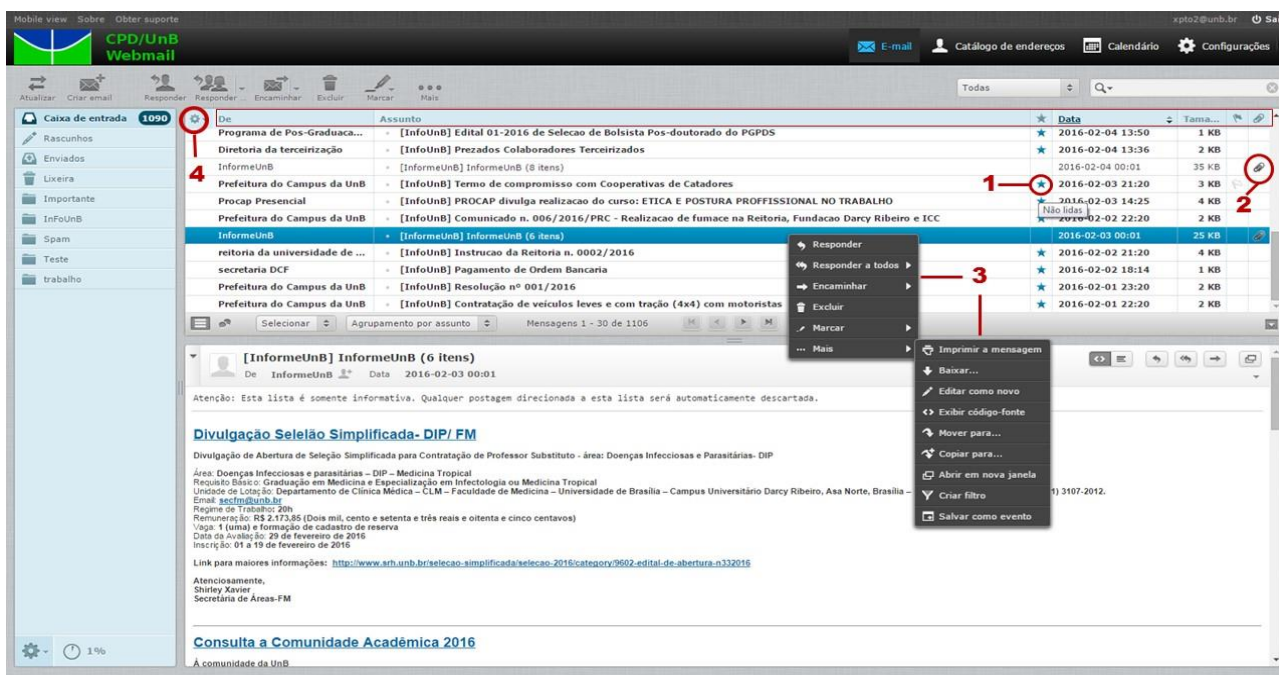 Mobile view Sobre Obter suporte
xpto2@unb.br
CPD/UnB
Webmail
E-mail Catálogo de endereços Calendário Configurações
Atualizar Criar email Responder Responder ... Encaminhar Excluir Marcar Mais
Todas
Caixa de entrada 1090
Rascunhos
Enviados
Lixeira
Importante
InFoUnB
Spam
Teste
trabalho
De Assunto Data Tama...
Programa de Pos-Graduaca... [InfoUnB] Edital 01-2016 de Selecao de Bolsista Pos-doutorado do PGPDS 2016-02-04 13:50 1 KB
Diretoria da terceirização [InfoUnB] Prezados Colaboradores Terceirizados 2016-02-04 13:36 2 KB
InformeUnB [InformeUnB] InformeUnB (8 itens) 2016-02-04 00:01 35 KB
Prefeitura do Campus da UnB [InfoUnB] Termo de compromisso com Cooperativas de Catadores 2016-02-03 21:20 3 KB
Procap Presencial [InfoUnB] PROCAP divulga realizacao do curso: ETICA E POSTURA PROFFISSIONAL NO TRABALHO 2016-02-03 14:25 4 KB
Prefeitura do Campus da UnB [InfoUnB] Comunicado n. 006/2016/PRC - Realizacao de fumace na Reitoria, Fundacao Darcy Ribeiro e ICC 2016-02-02 22:20 2 KB
InformeUnB [InformeUnB] InformeUnB (6 itens) 2016-02-03 00:01 25 KB
reitoria da universidade de ... [InfoUnB] Instrucao da Reitoria n. 0002/2016 2016-02-02 21:20 4 KB
secretaria DCF [InfoUnB] Pagamento de Ordem Bancaria 2016-02-02 18:14 1 KB
Prefeitura do Campus da UnB [InfoUnB] Resolução nº 001/2016 2016-02-01 23:20 2 KB
Prefeitura do Campus da UnB [InfoUnB] Contratação de veículos leves e com tração (4x4) com motoristas 2016-02-01 22:20 2 KB
4
1
2
3
Não lidas
Selecionar Agrupamento por assunto Mensagens 1 - 30 de 1106
Responder
Responder a todos
Encaminhar
Excluir
Marcar
Mais
Imprimir a mensagem
Baixar...
Editar como novo
Exibir código-fonte
Mover para...
Copiar para...
Abrir em nova janela
Criar filtro
Salvar como evento
[InformeUnB] InformeUnB (6 itens)
De InformeUnB Data 2016-02-03 00:01
Atenção: Esta lista é somente informativa. Qualquer postagem direcionada a esta lista será automaticamente descartada.
Divulgação Selelão Simplificada- DIP/ FM
Divulgação de Abertura de Seleção Simplificada para Contratação de Professor Substituto - área: Doenças Infecciosas e Parasitárias- DIP
Área: Doenças Infecciosas e parasitárias – DIP – Medicina Tropical
Requisito Básico: Graduação em Medicina e Especialização em Infectologia ou Medicina Tropical
Unidade de Lotação: Departamento de Clínica Médica – CLM – Faculdade de Medicina – Universidade de Brasília – Campus Universitário Darcy Ribeiro, Asa Norte, Brasília – 1) 3107-2012.
Email: secfm@unb.br
Regime de Trabalho: 20h
Remuneração: R$ 2.173,85 (Dois mil, cento e setenta e três reais e oitenta e cinco centavos)
Vaga: 1 (uma) e formação de cadastro de reserva
Data da Avaliação: 29 de fevereiro de 2016
Inscrição: 01 a 19 de fevereiro de 2016
Link para maiores informações: http://www.srh.unb.br/selecao-simplificada/selecao-2016/category/9602-edital-de-abertura-n332016
Atenciosamente,
Shirley Xavier
Secretária de Áreas-FM
Consulta a Comunidade Acadêmica 2016
À comunidade da UnB
1%